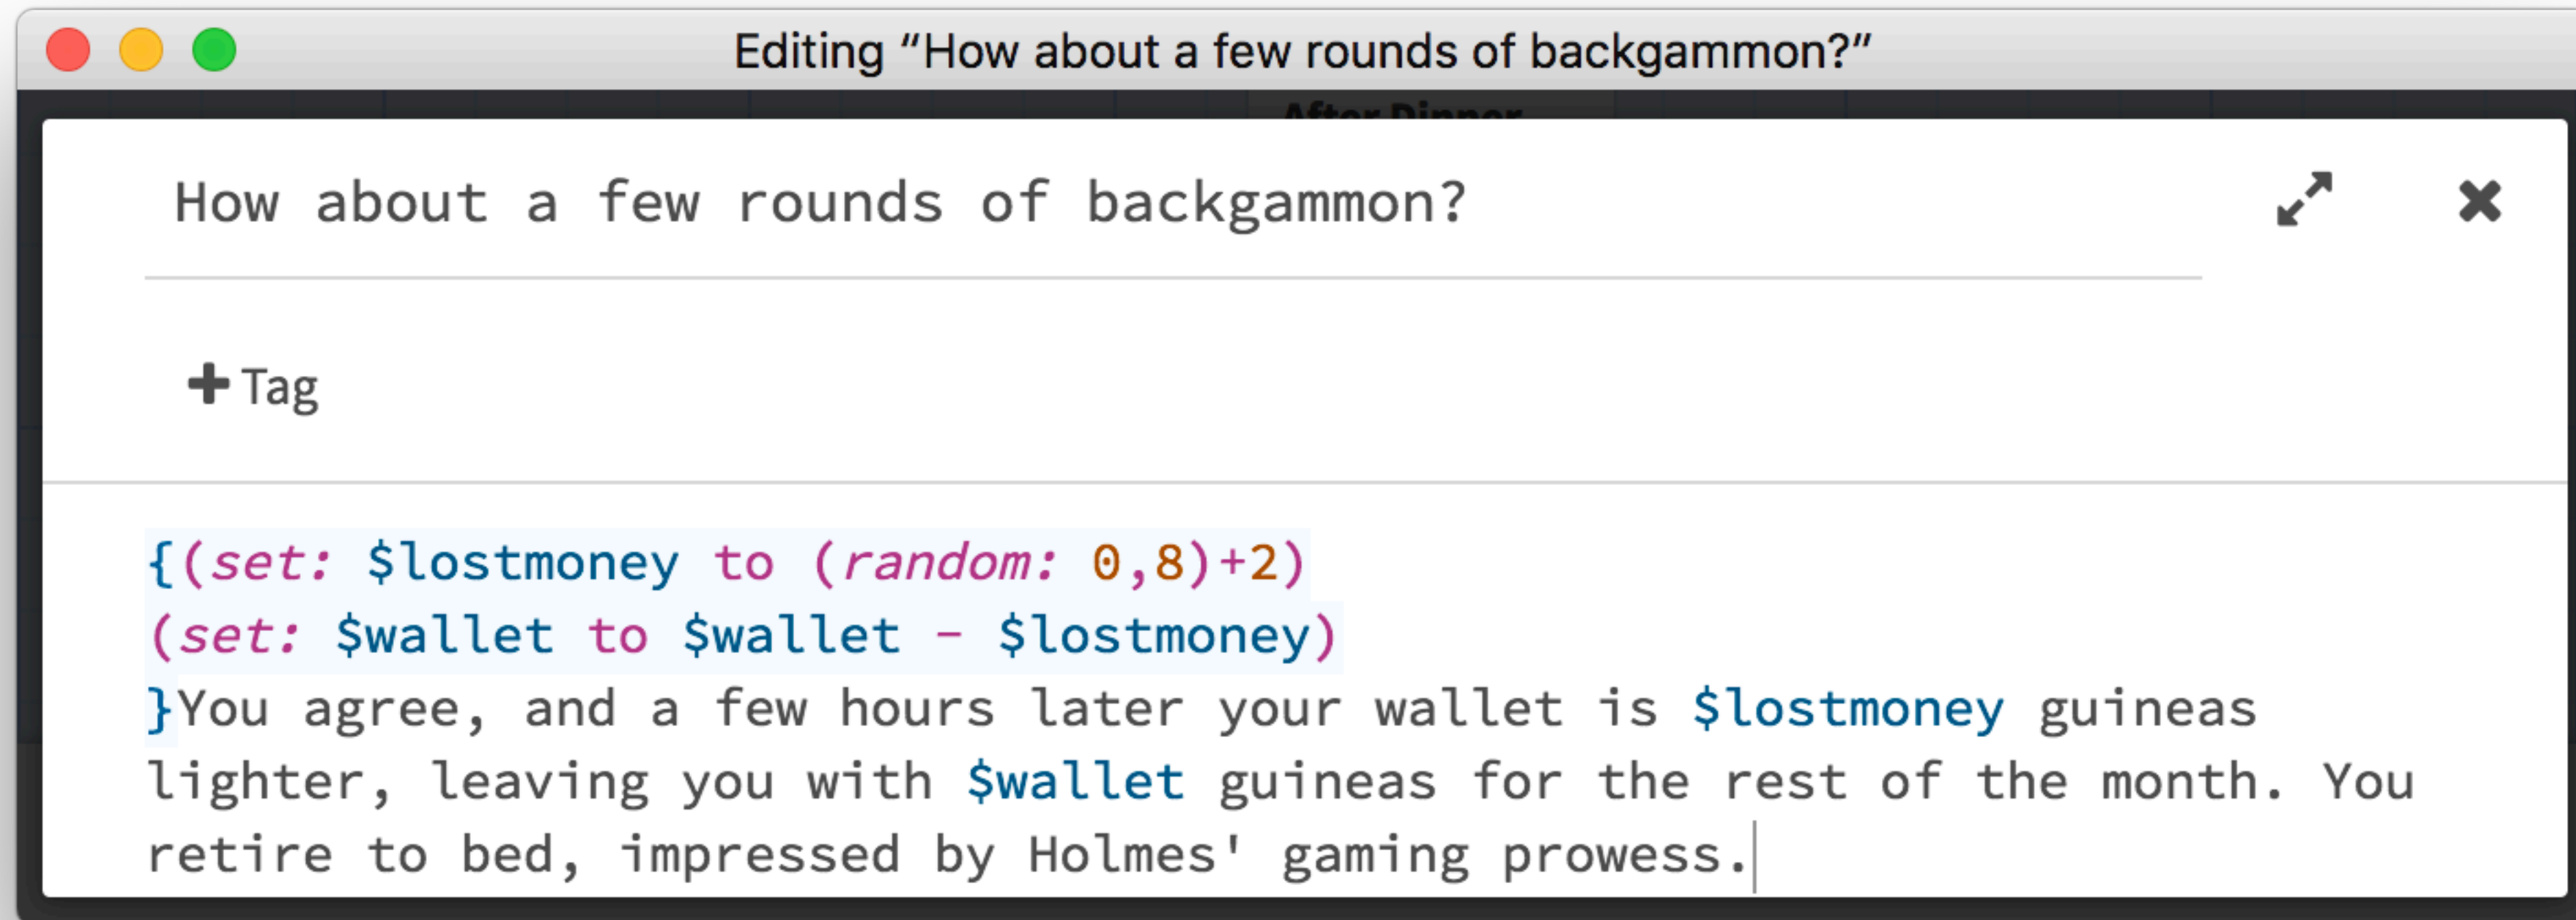 Editing “How about a few rounds of backgammon?”
After Dinner
How about a few rounds of backgammon?
Tag
{(set: $lostmoney to (random: 0,8)+2)
(set: $wallet to $wallet - $lostmoney)
}You agree, and a few hours later your wallet is $lostmoney guineas
lighter, leaving you with $wallet guineas for the rest of the month. You
retire to bed, impressed by Holmes' gaming prowess.